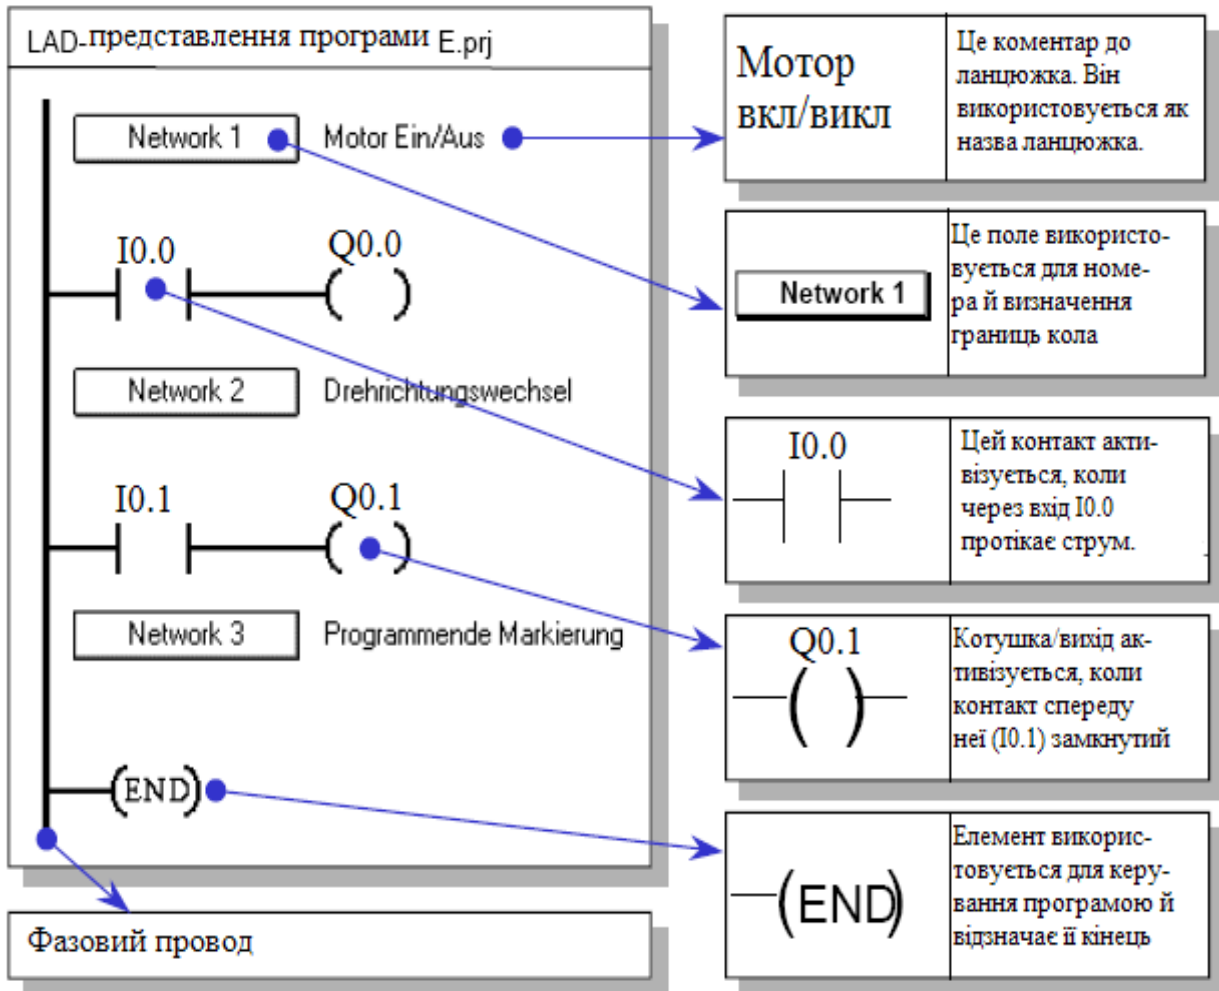 LAD-представлення програми E.prj
Network 1
Motor Ein/Aus
I0.0
Q0.0
Network 2
Drehrichtungswechsel
I0.1
Q0.1
Network 3
Programmende Markierung
(END)
Фазовий провод
Мотор
вкл/викл
Це коментар до
ланцюжка. Він
використовується як
назва ланцюжка.
Network 1
Це поле використо-
вується для номе-
ра й визначення
границь кола
I0.0
Цей контакт акти-
візується, коли
через вхід I0.0
протікає струм.
Q0.1
Котушка/вихід ак-
тивізується, коли
контакт спереду
неї (I0.1) замкнутий
(END)
Елемент використ-
товується для керу-
вання програмою й
відзначає її кінець